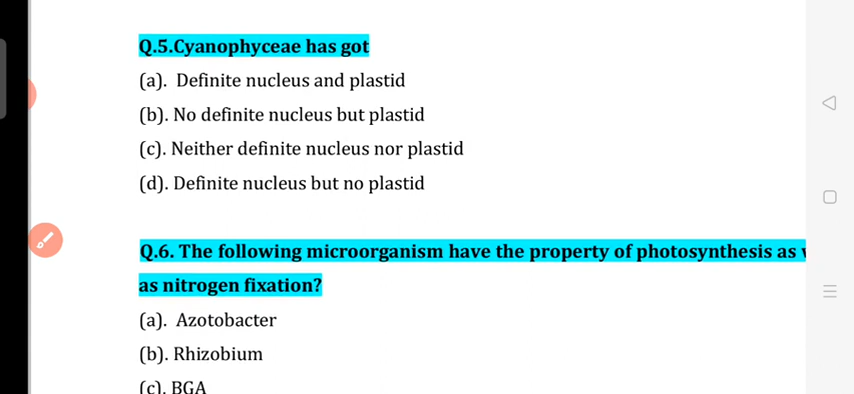 Q.5.Cyanophyceae has got
(a). Definite nucleus and plastid
(b). No definite nucleus but plastid
(c). Neither definite nucleus nor plastid
(d). Definite nucleus but no plastid
Q.6. The following microorganism have the property of photosynthesis as
as nitrogen fixation?
(a). Azotobacter
(b). Rhizobium
(c). BGA